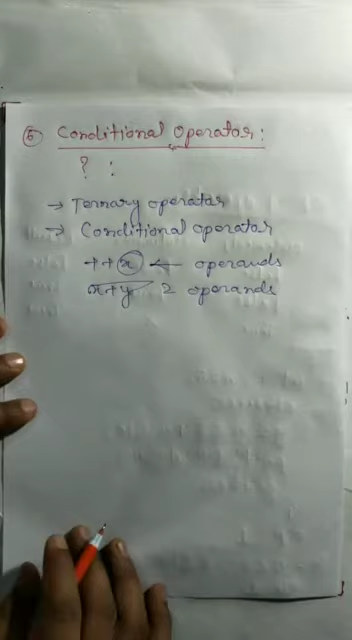 ⑥ Conditional Operator:
? :
→ Ternary operator
→ Conditional operator
++x ← operands
x+y 2 operands